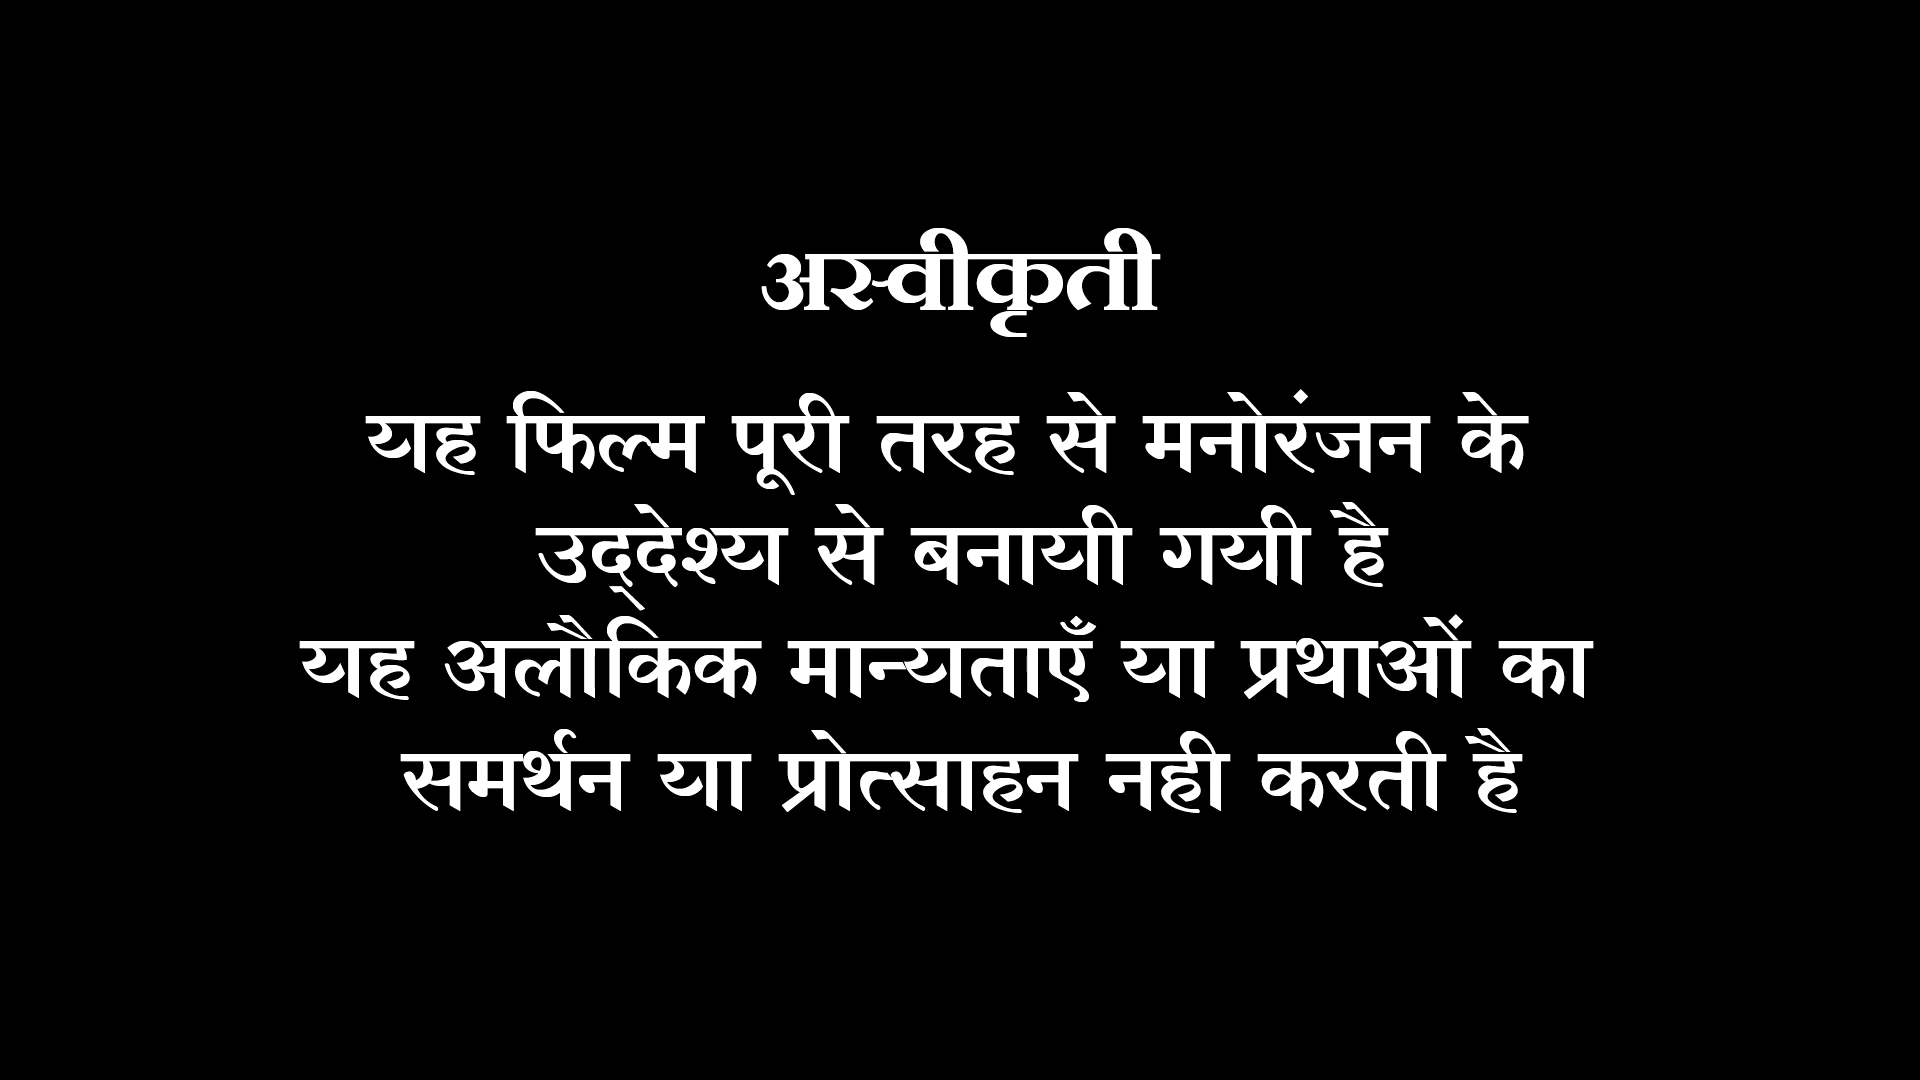 अस्वीकृती
यह फिल्म पूरी तरह से मनोरंजन के
उद्‌देश्य से बनायी गयी है
यह अलौकिक मान्यताएँ या प्रथाओं का
समर्थन या प्रोत्साहन नही करती है